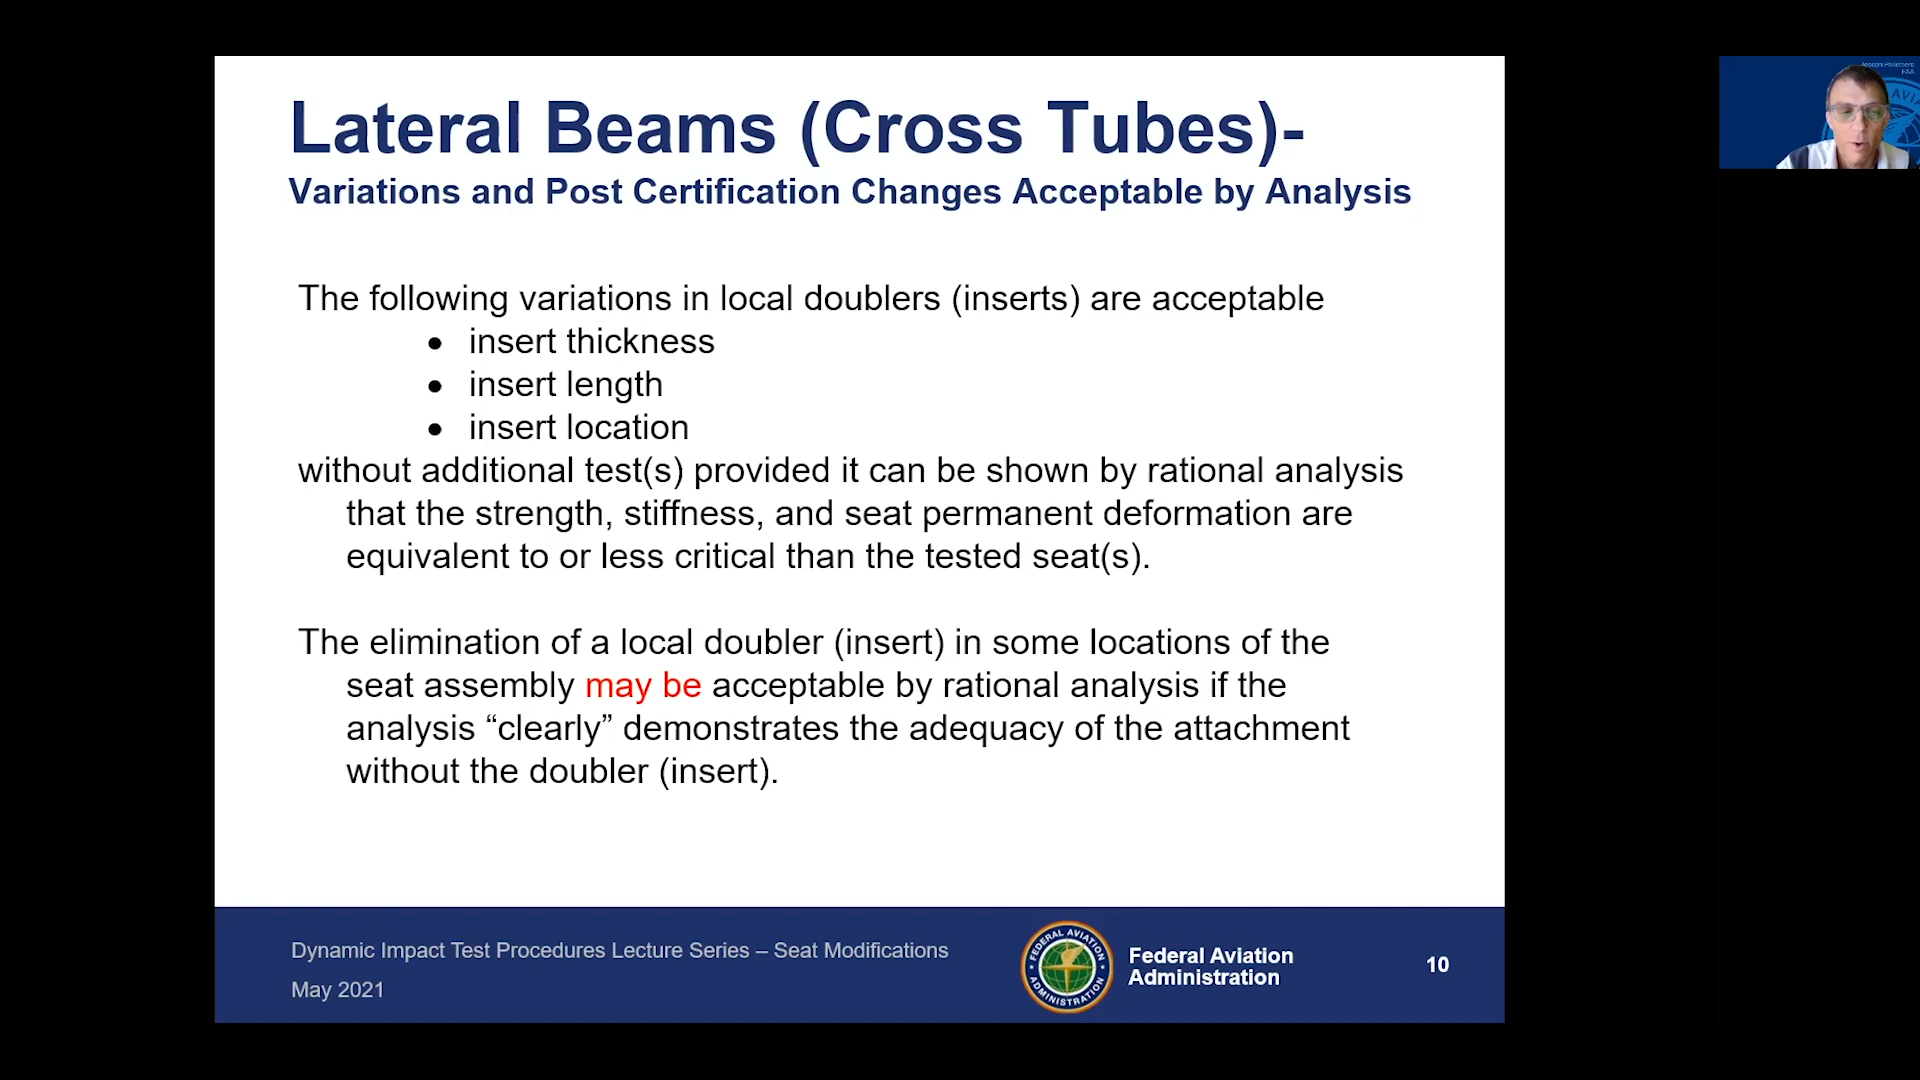 Lateral Beams (Cross Tubes)-
Variations and Post Certification Changes Acceptable by Analysis
The following variations in local doublers (inserts) are acceptable
• insert thickness
• insert length
• insert location
without additional test(s) provided it can be shown by rational analysis
that the strength, stiffness, and seat permanent deformation are
equivalent to or less critical than the tested seat(s).
The elimination of a local doubler (insert) in some locations of the
seat assembly may be acceptable by rational analysis if the
analysis “clearly” demonstrates the adequacy of the attachment
without the doubler (insert).
Dynamic Impact Test Procedures Lecture Series – Seat Modifications
May 2021
FEDERAL AVIATION
ADMINISTRATION
Federal Aviation
Administration
10
FAA
AVI